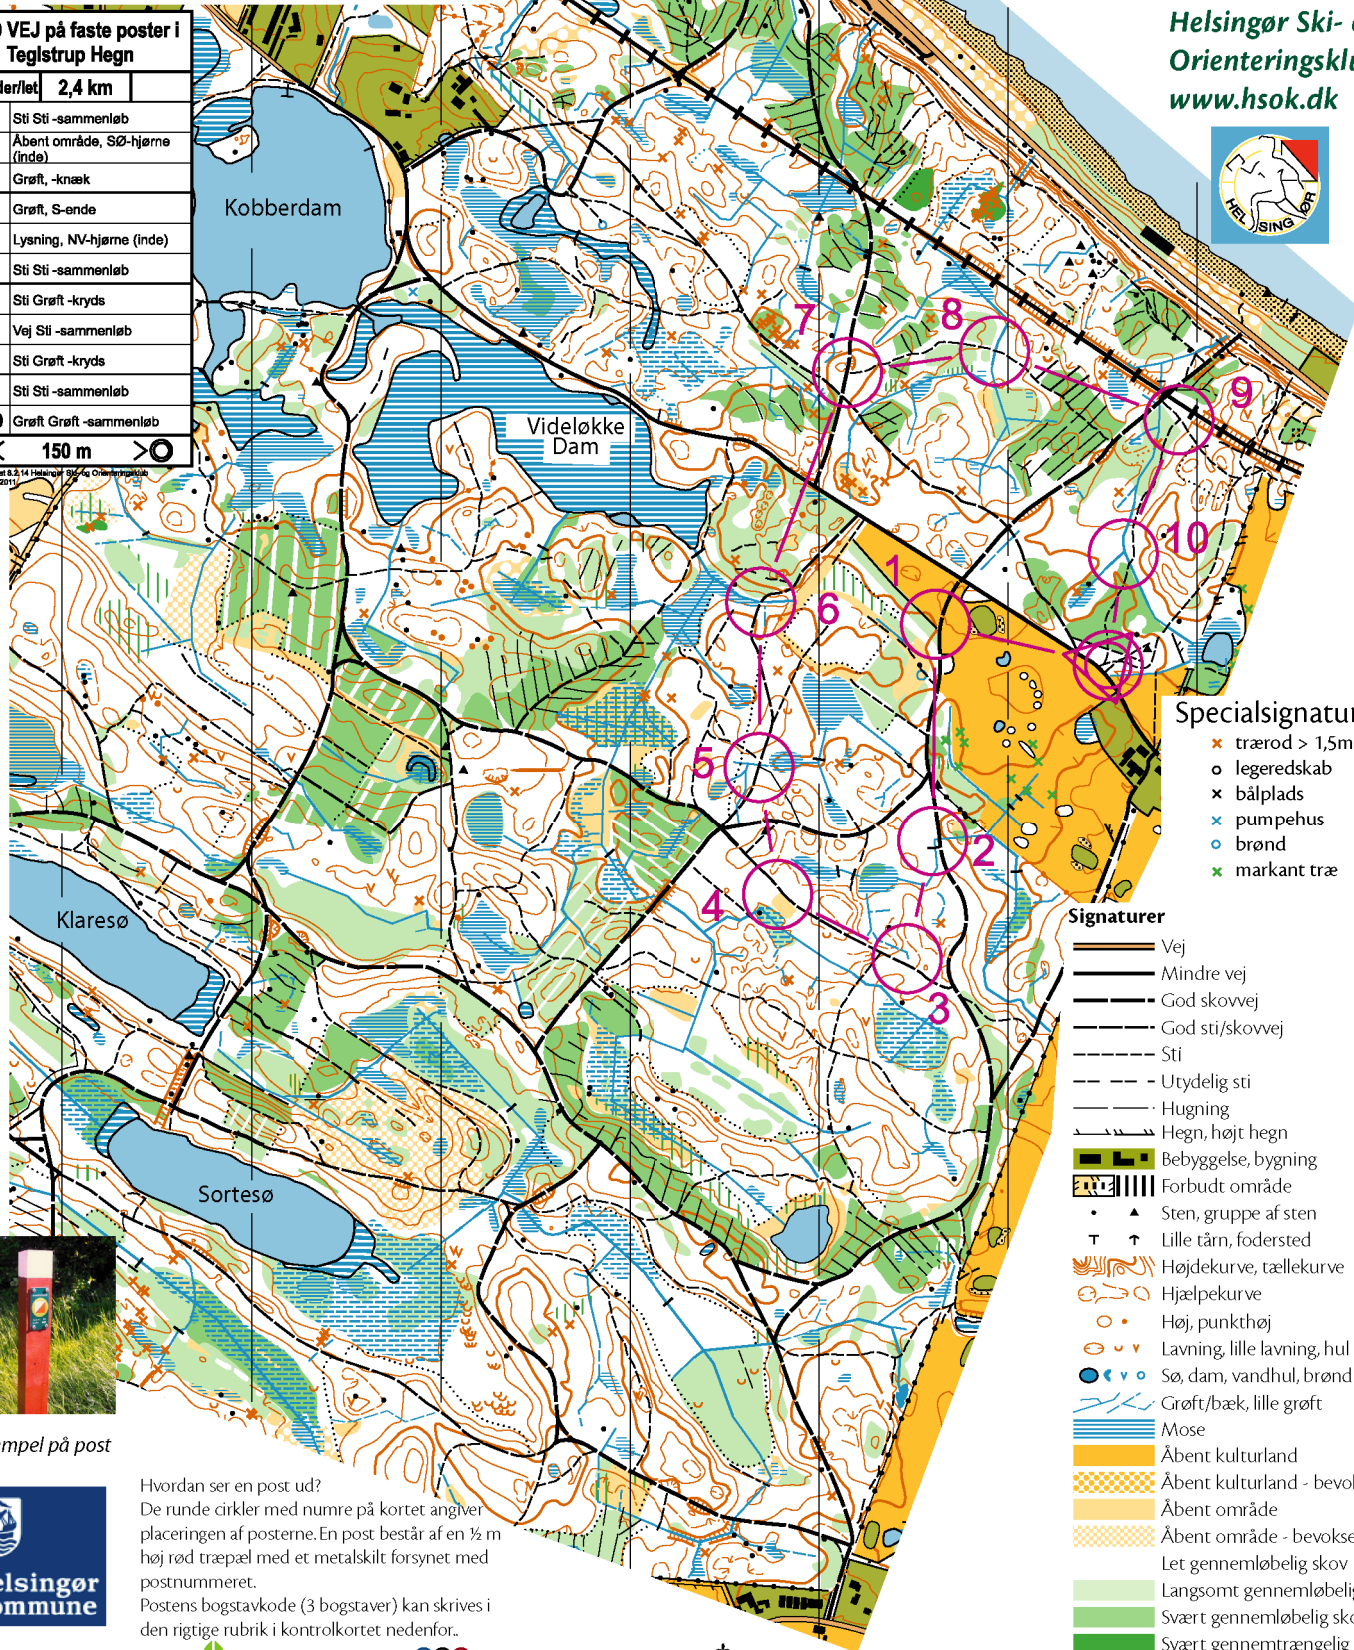 VEJ på faste poster i
Teglstrup Hegn
2,4 km
Sti Sti -sammenløb
Åbent område, SØ-hjørne
(inde)
Grøft, -knæk
Grøft, S-ende
Lysning, NV-hjørne (inde)
Sti Sti -sammenløb
Sti Grøft -kryds
Vej Sti -sammenløb
Sti Grøft -kryds
Sti Sti -sammenløb
Grøft Grøft -sammenløb
150 m
Helsingør Ski-
Orienteringsklu
www.hsok.dk
HELSINGØR
Kobberdam
Videløkke
Dam
Klaresø
Sortesø
1
2
3
4
5
6
7
8
9
10
Specialsignatur
trærod > 1,5m
legeredskab
bålplads
pumpehus
brønd
markant træ
Signaturer
Vej
Mindre vej
God skovvej
God sti/skovvej
Sti
Utydelig sti
Hugning
Hegn, højt hegn
Bebyggelse, bygning
Forbudt område
Sten, gruppe af sten
Lille tårn, fodersted
Højdekurve, tællekurve
Hjælpekurve
Høj, punkthøj
Lavning, lille lavning, hul
Sø, dam, vandhul, brønd
Grøft/bæk, lille grøft
Mose
Åbent kulturland
Åbent kulturland - bevok
Åbent område
Åbent område - bevokse
Let gennemløbelig skov
Langsomt gennemløbelig
Svært gennemløbelig sko
Svært gennemtrængelig
mpel på post
elsingør
ommune
Hvordan ser en post ud?
De runde cirkler med numre på kortet angiver
placeringen af posterne. En post består af en ½ m
høj rød træpæl med et metalskilt forsynet med
postnummeret.
Postens bogstavkode (3 bogstaver) kan skrives i
den rigtige rubrik i kontrolkortet nedenfor..